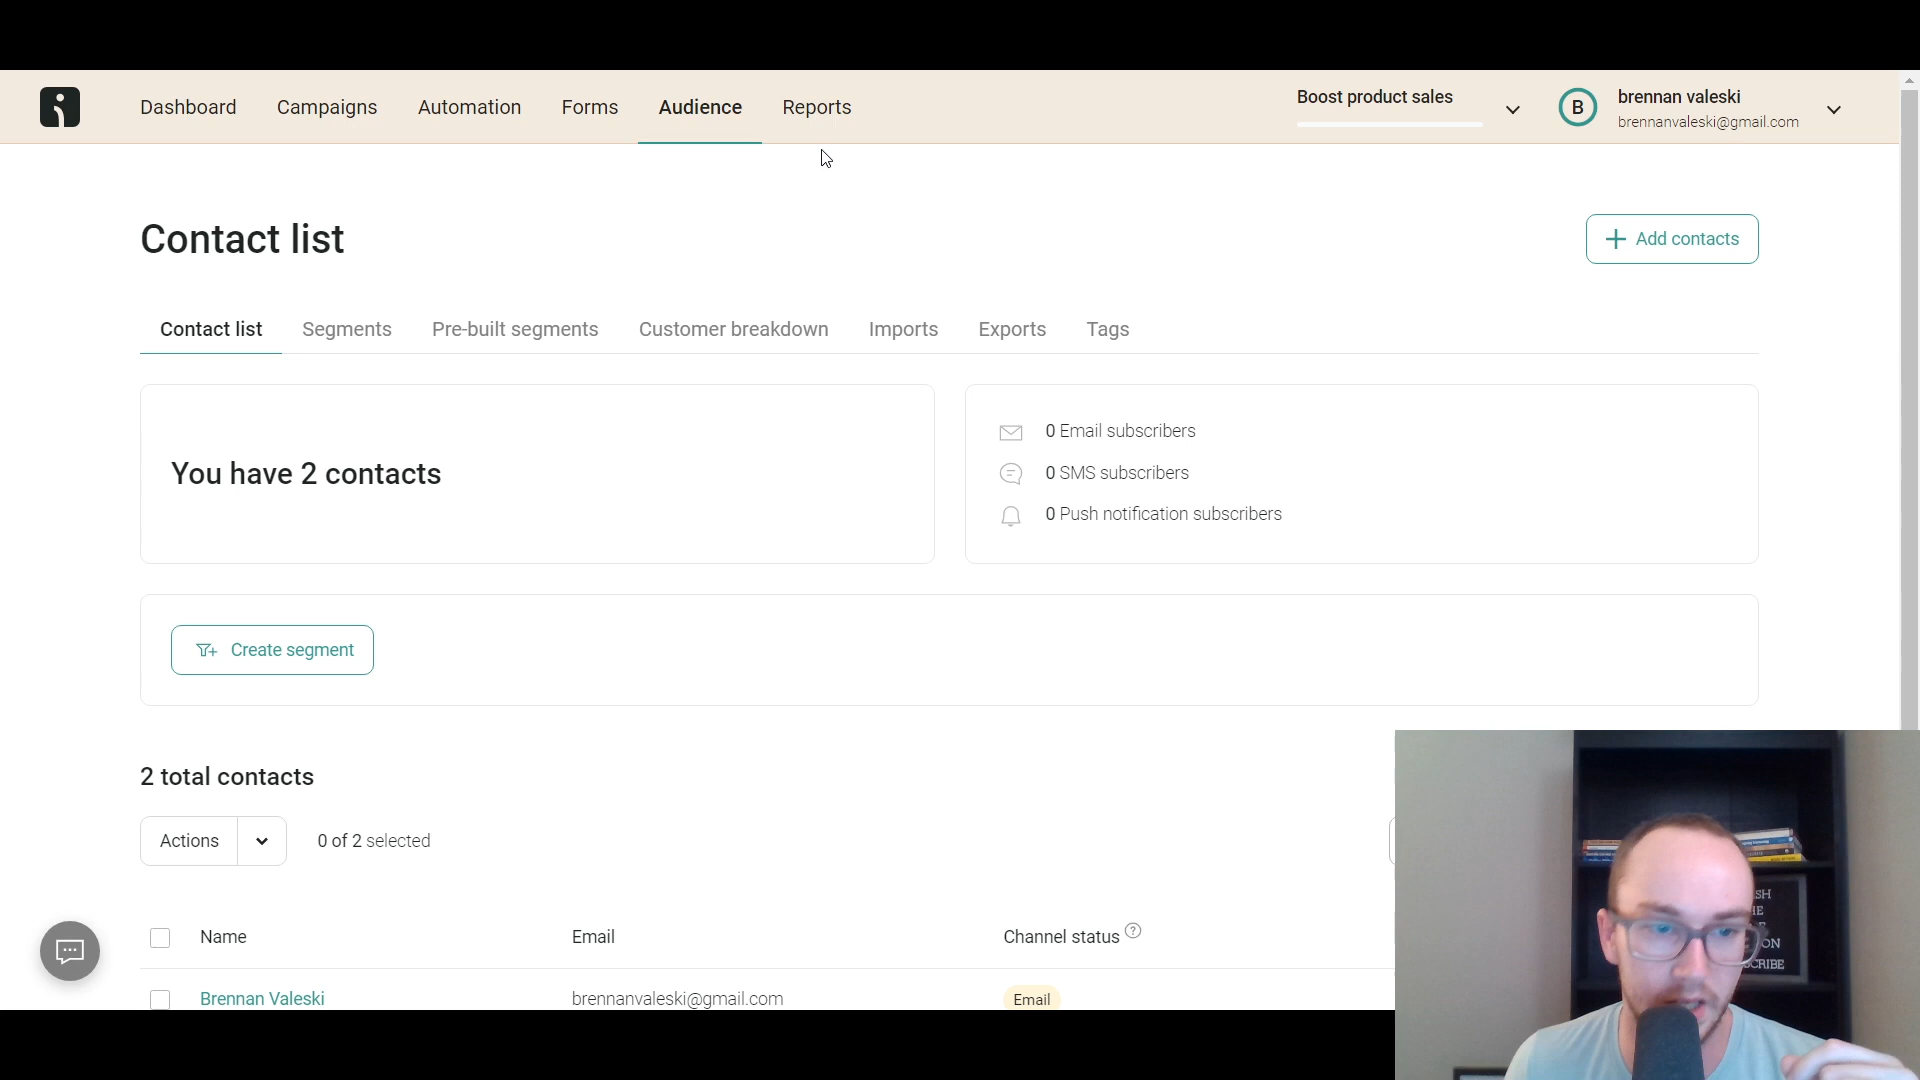 Dashboard Campaigns Automation Forms Audience Reports
Boost product sales
B
brennan valeski
brennanvaleski@gmail.com
Contact list
Add contacts
Contact list Segments Pre-built segments Customer breakdown Imports Exports Tags
You have 2 contacts
0 Email subscribers
0 SMS subscribers
0 Push notification subscribers
Create segment
2 total contacts
Actions
0 of 2 selected
Name Email Channel status ?
Brennan Valeski brennanvaleski@gmail.com Email